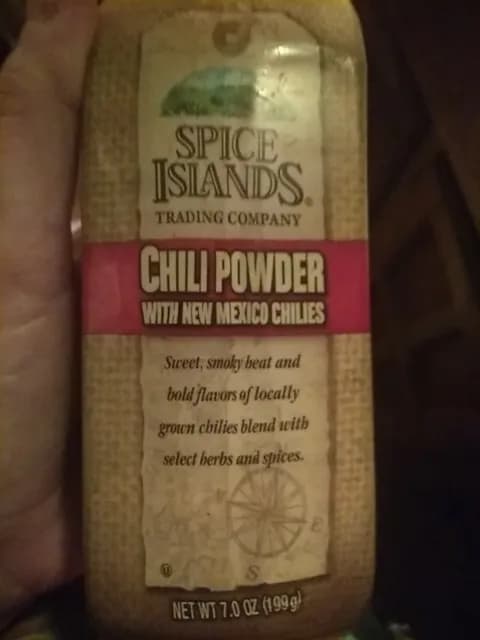 SPICE
ISLANDS®
TRADING COMPANY
CHILI POWDER
WITH NEW MEXICO CHILIES
Sweet, smoky heat and
bold flavors of locally
grown chilies blend with
select herbs and spices.
E
S
NET WT 7.0 OZ (199g)